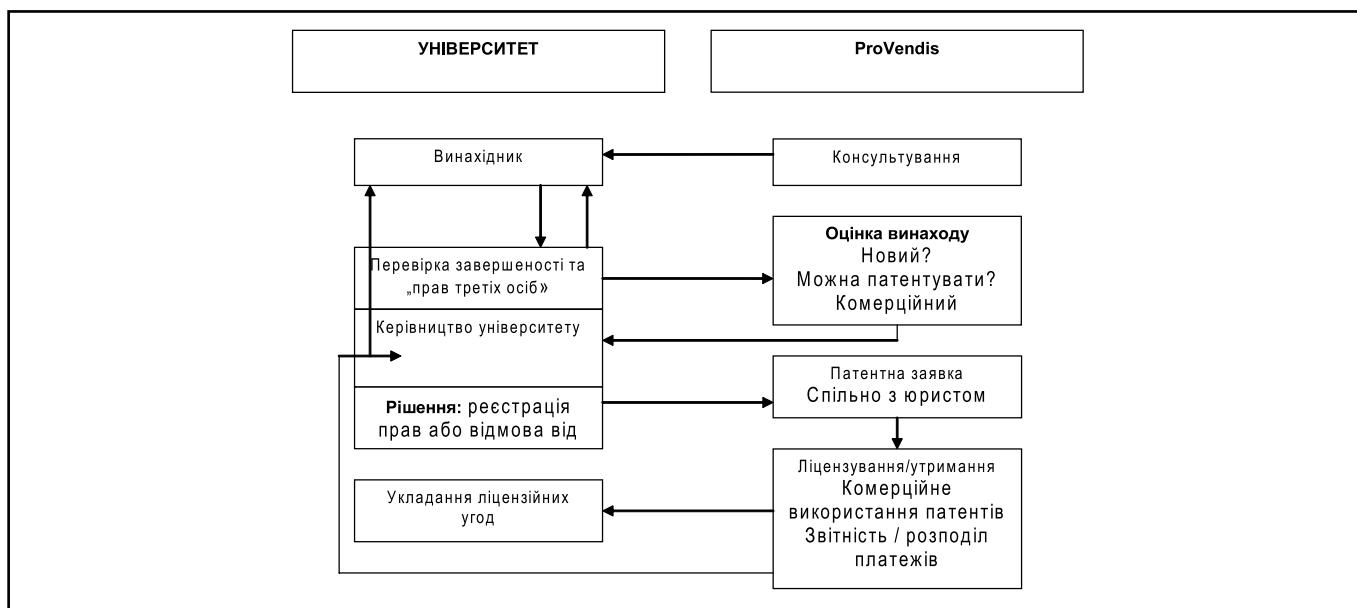 УНІВЕРСИТЕТ
ProVendis
Винахідник
Консультування
Перевірка завершеності та
„прав третіх осіб»
Оцінка винаходу
Новий?
Можна патентувати?
Комерційний
Керівництво університету
Патентна заявка
Спільно з юристом
Рішення: реєстрація
прав або відмова від
Ліцензування/утримання
Комерційне
використання патентів
Звітність / розподіл
платежів
Укладання ліцензійних
угод